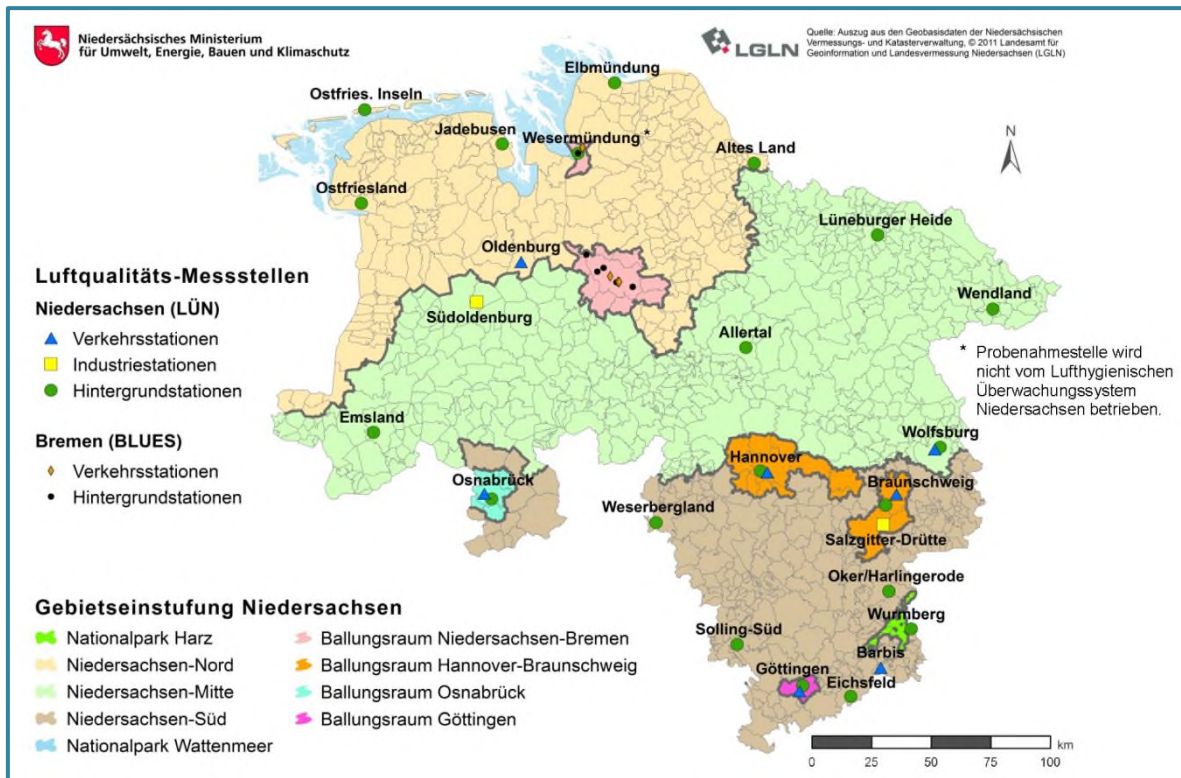 Niedersächsisches Ministerium
für Umwelt, Energie, Bauen und Klimaschutz
LGLN
Quelle: Auszug aus den Geobasisdaten der Niedersächsischen
Vermessungs- und Katasterverwaltung, © 2011 Landesamt für
Geoinformation und Landesvermessung Niedersachsen (LGLN)
Elbmündung
Ostfries. Inseln
Jadebusen
Wesermündung *
Altes Land
N
Ostfriesland
Lüneburger Heide
Oldenburg
Wendland
Südoldenburg
Allertal
* Probenahmestelle wird
nicht vom Lufthygienischen
Überwachungssystem
Niedersachsen betrieben.
Emsland
Wolfsburg
Hannover
Osnabrück
Braunschweig
Weserbergland
Salzgitter-Drütte
Oker/Harlingerode
Wurmberg
Solling-Süd
Barbis
Göttingen
Eichsfeld
Luftqualitäts-Messstellen
Niedersachsen (LÜN)
Verkehrsstationen
Industriestationen
Hintergrundstationen
Bremen (BLUES)
Verkehrsstationen
Hintergrundstationen
Gebietseinstufung Niedersachsen
Nationalpark Harz
Niedersachsen-Nord
Niedersachsen-Mitte
Niedersachsen-Süd
Nationalpark Wattenmeer
Ballungsraum Niedersachsen-Bremen
Ballungsraum Hannover-Braunschweig
Ballungsraum Osnabrück
Ballungsraum Göttingen
km
0 25 50 75 100